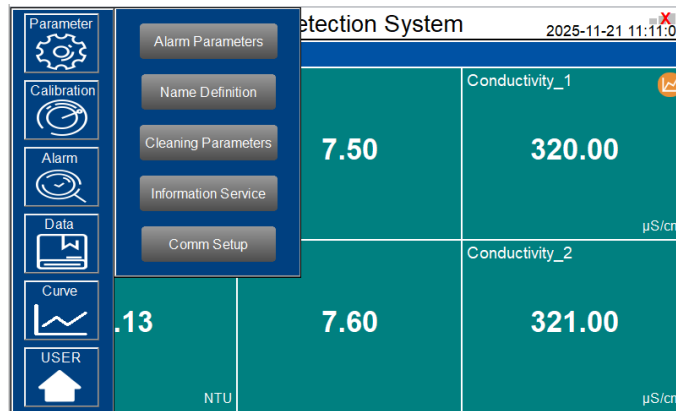 Parameter
Calibration
Alarm
Data
Curve
USER
Alarm Parameters
Name Definition
Cleaning Parameters
Information Service
Comm Setup
etection System
2025-11-21 11:11:0
7.50
Conductivity_1
320.00
μS/cm
.13
NTU
7.60
Conductivity_2
321.00
μS/cm